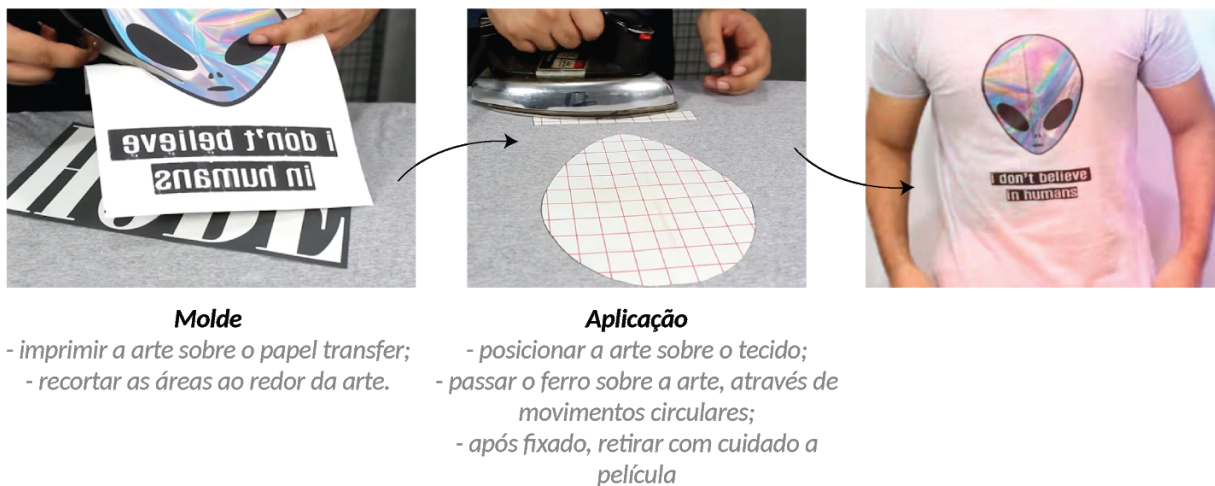 i don't believe
in humans
i don't believe
in humans
Molde
- imprimir a arte sobre o papel transfer;
- recortar as áreas ao redor da arte.
Aplicação
- posicionar a arte sobre o tecido;
- passar o ferro sobre a arte, através de
movimentos circulares;
- após fixado, retirar com cuidado a
película